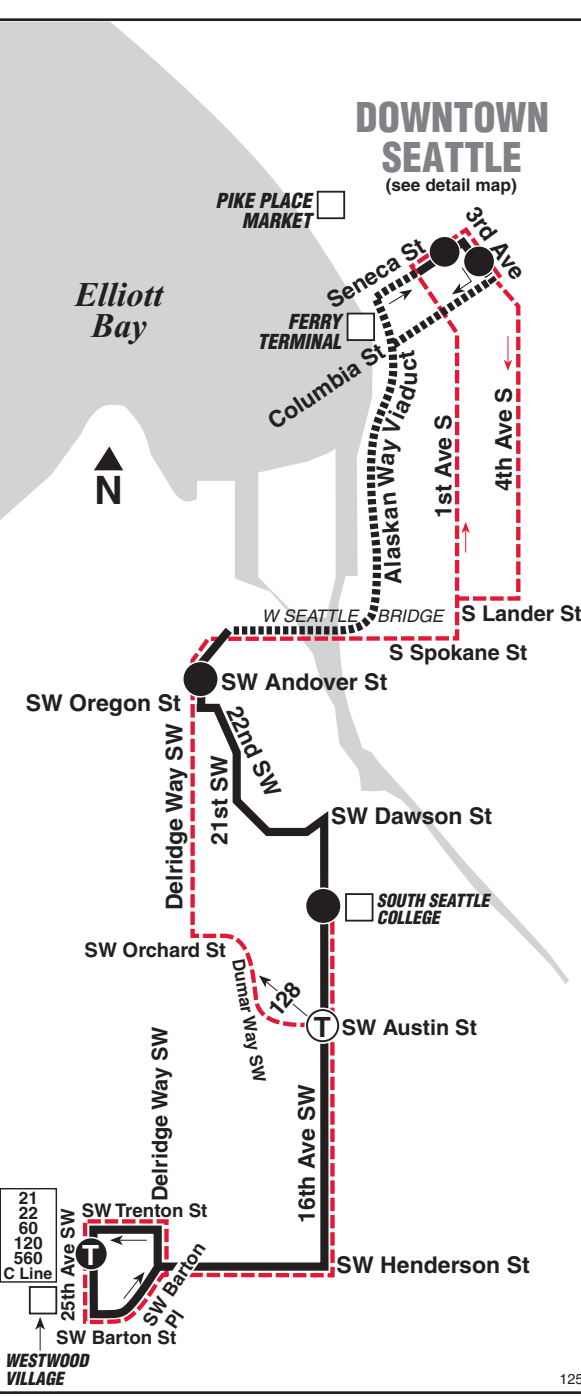 DOWNTOWN
SEATTLE
(see detail map)
PIKE PLACE
MARKET
3rd Ave
Seneca St
Elliott
Bay
FERRY
TERMINAL
Columbia St
Alaskan Way Viaduct
1st Ave S
4th Ave S
N
W SEATTLE BRIDGE
S Lander St
S Spokane St
SW Andover St
SW Oregon St
22nd SW
21st SW
Delridge Way SW
SW Dawson St
SOUTH SEATTLE
COLLEGE
SW Orchard St
Dumar Way SW
128
T
SW Austin St
Delridge Way SW
16th Ave SW
21
22
60
120
560
C Line
25th Ave SW
SW Trenton St
T
SW Barton
Pl
SW Henderson St
SW Barton St
WESTWOOD
VILLAGE
125